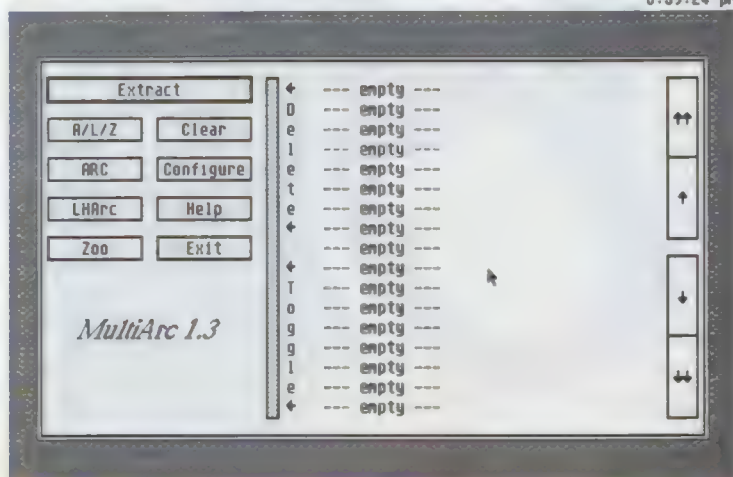 Extract
A/L/Z Clear
ARC Configure
LHArc Help
Zoo Exit
MultiArc 1.3
← --- empty ---
D --- empty ---
e --- empty ---
l --- empty ---
e --- empty ---
t --- empty ---
e --- empty ---
← --- empty ---
← --- empty ---
T --- empty ---
o --- empty ---
g --- empty ---
g --- empty ---
l --- empty ---
e --- empty ---
← --- empty ---